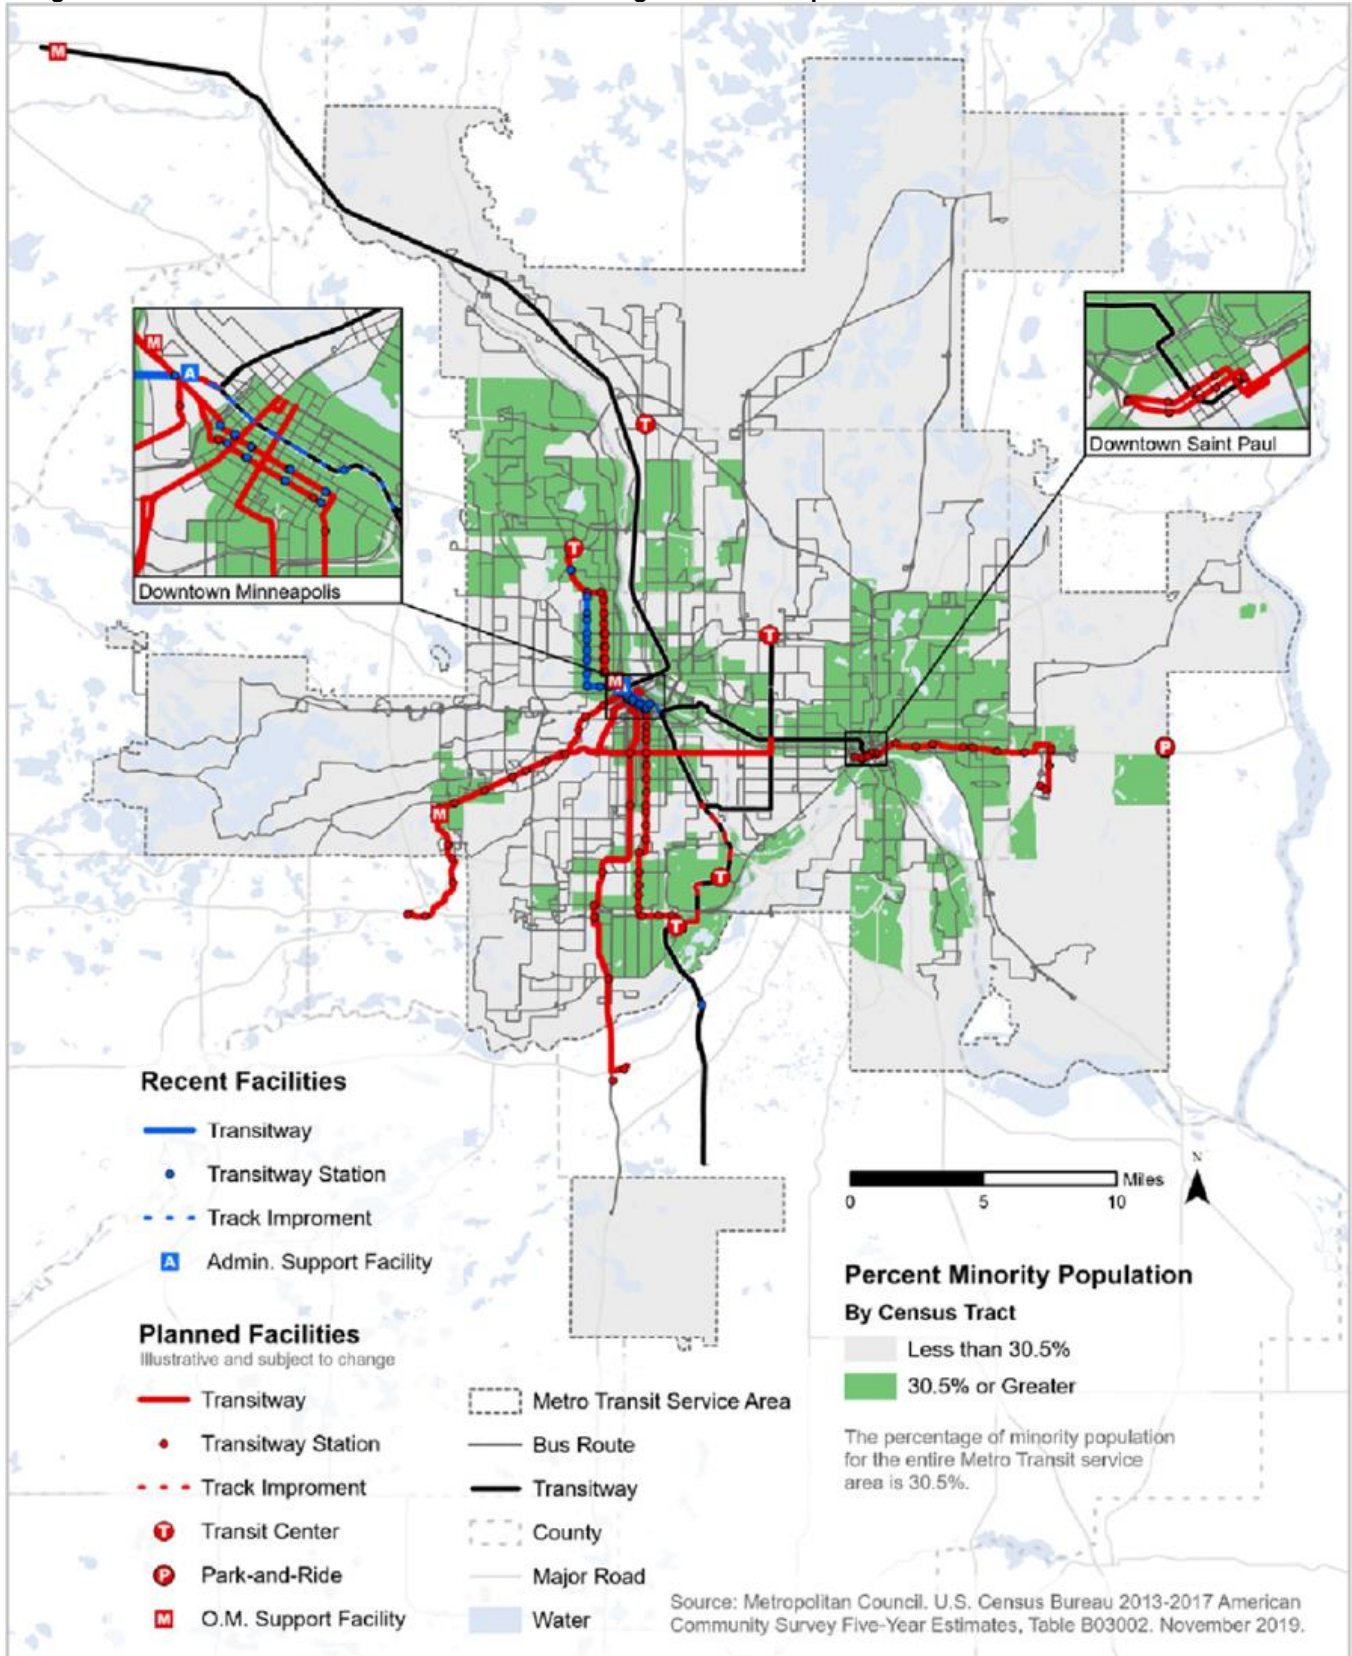 M
T
M
A
Downtown Minneapolis
Downtown Saint Paul
T
T
M
P
M
T
T
Recent Facilities
Transitway
Transitway Station
Track Imploment
A Admin. Support Facility
Planned Facilities
Illustrative and subject to change
Transitway
Transitway Station
Track Improment
T Transit Center
P Park-and-Ride
M O.M. Support Facility
Metro Transit Service Area
Bus Route
Transitway
County
Major Road
Water
Miles
0 5 10
N
Percent Minority Population
By Census Tract
Less than 30.5%
30.5% or Greater
The percentage of minority population
for the entire Metro Transit service
area is 30.5%.
Source: Metropolitan Council. U.S. Census Bureau 2013-2017 American
Community Survey Five-Year Estimates, Table B03002. November 2019.